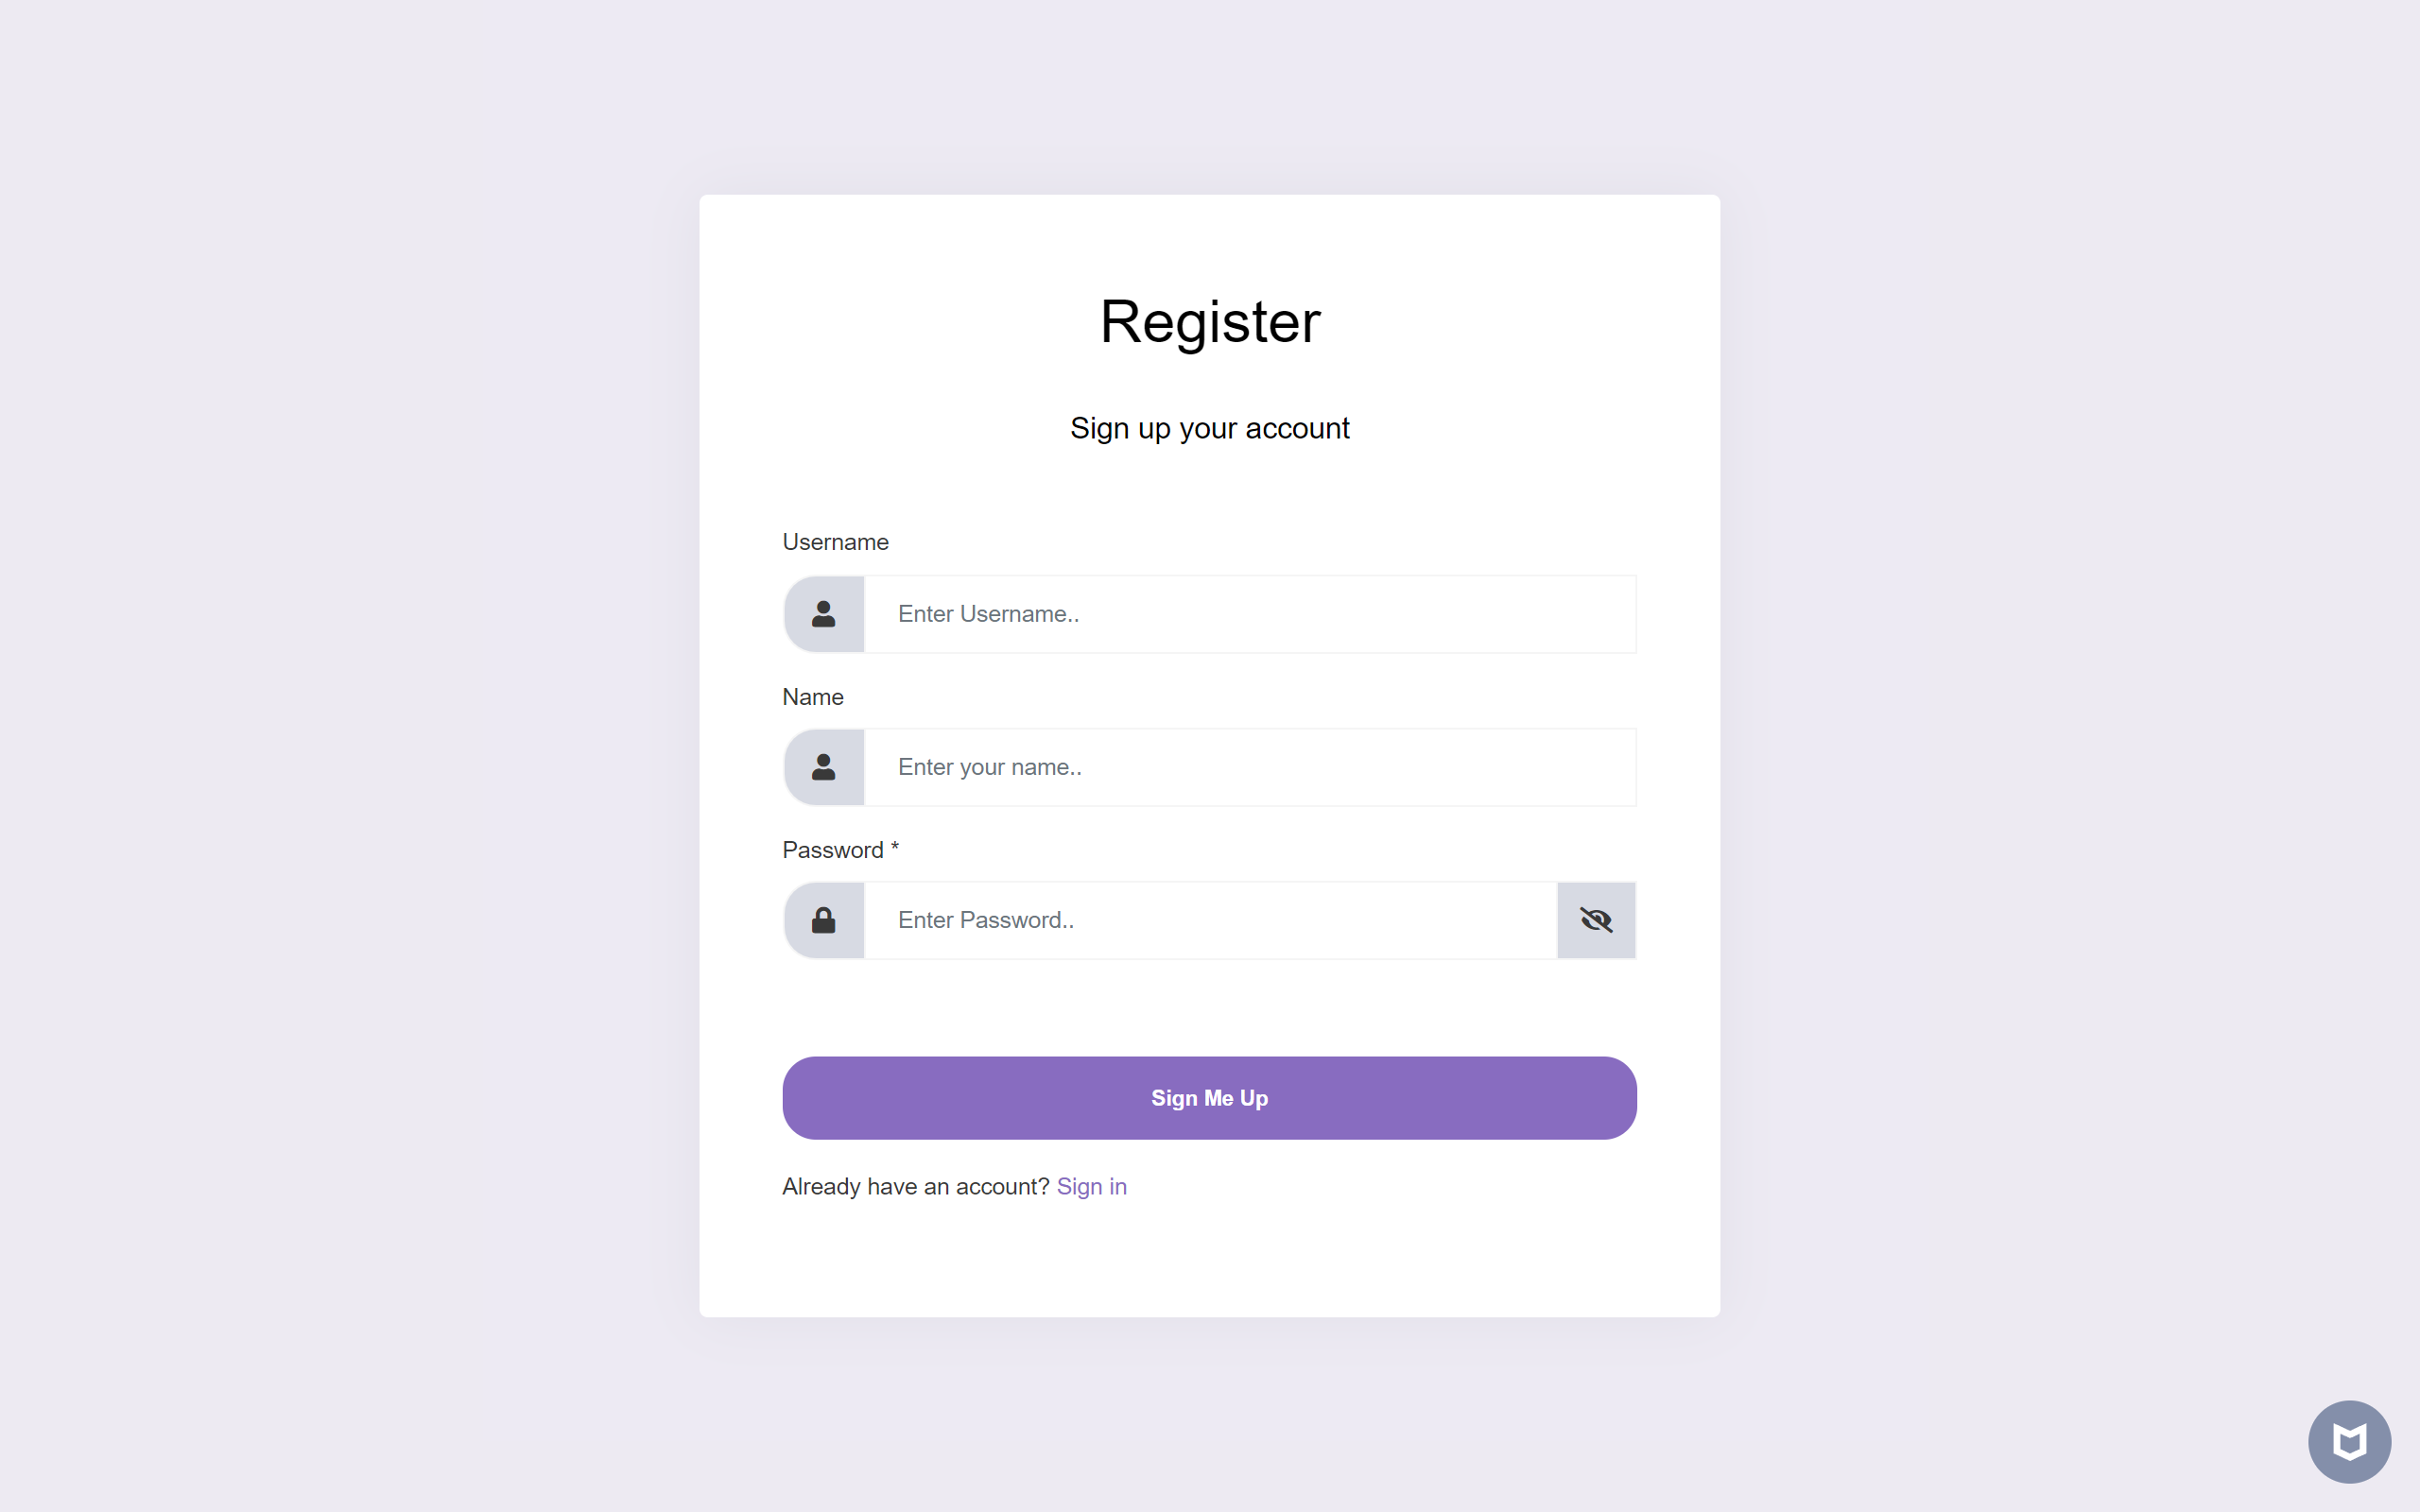 Register
Sign up your account
Username
Enter Username..
Name
Enter your name..
Password *
Enter Password..
Sign Me Up
Already have an account? Sign in